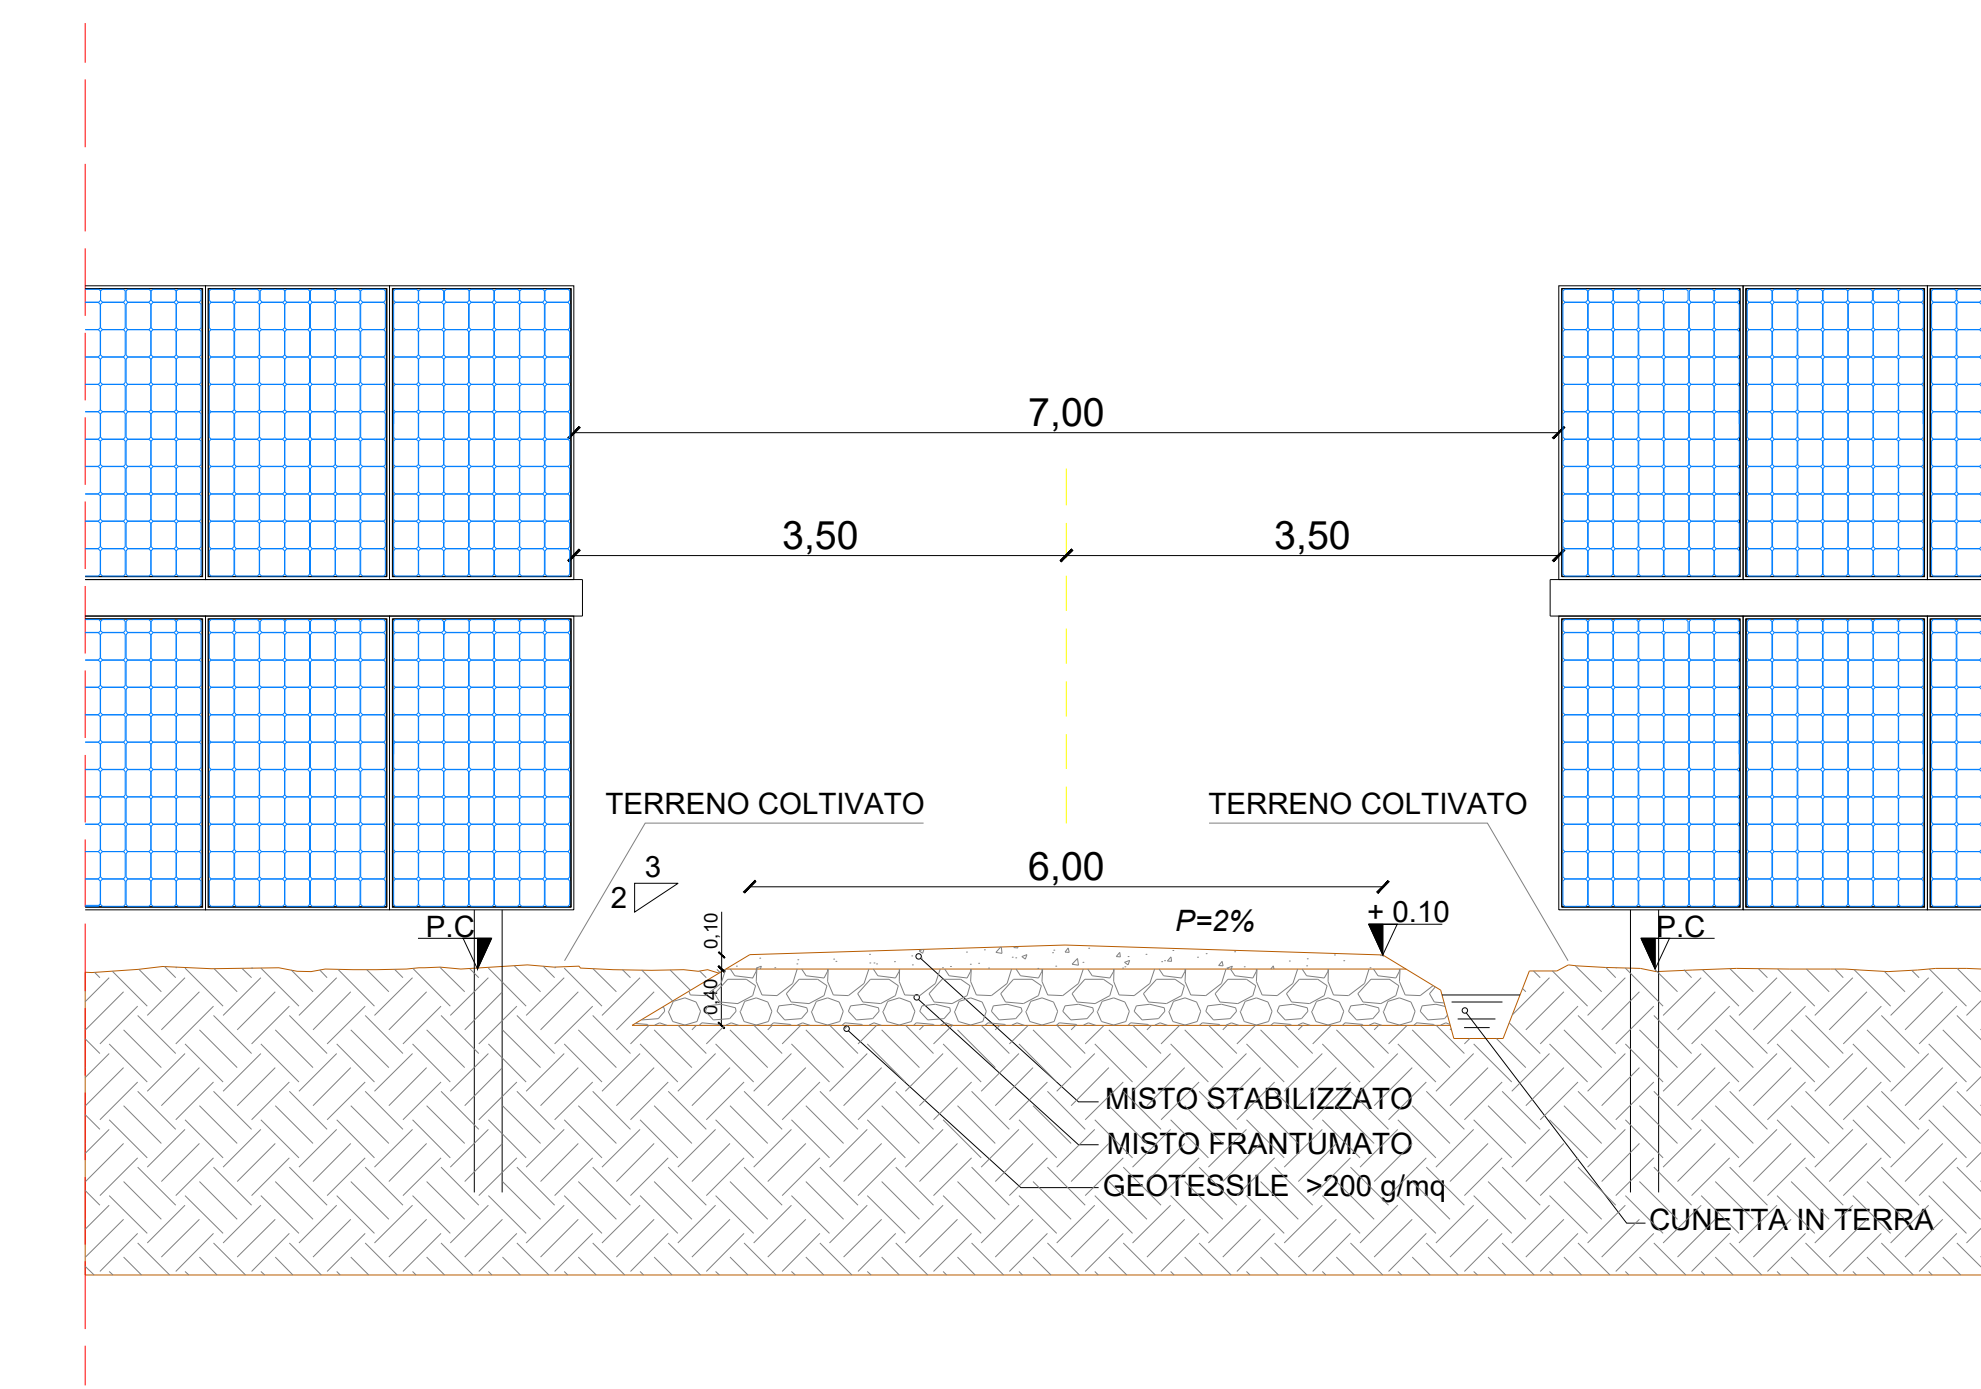 7,00
3,50
3,50
TERRENO COLTIVATO
TERRENO COLTIVATO
6,00
3
2
0,10
P=2%
+ 0.10
P.C
P.C
0,40
MISTO STABILIZZATO
MISTO FRANTUMATO
GEOTESSILE >200 g/mq
CUNETTA IN TERRA